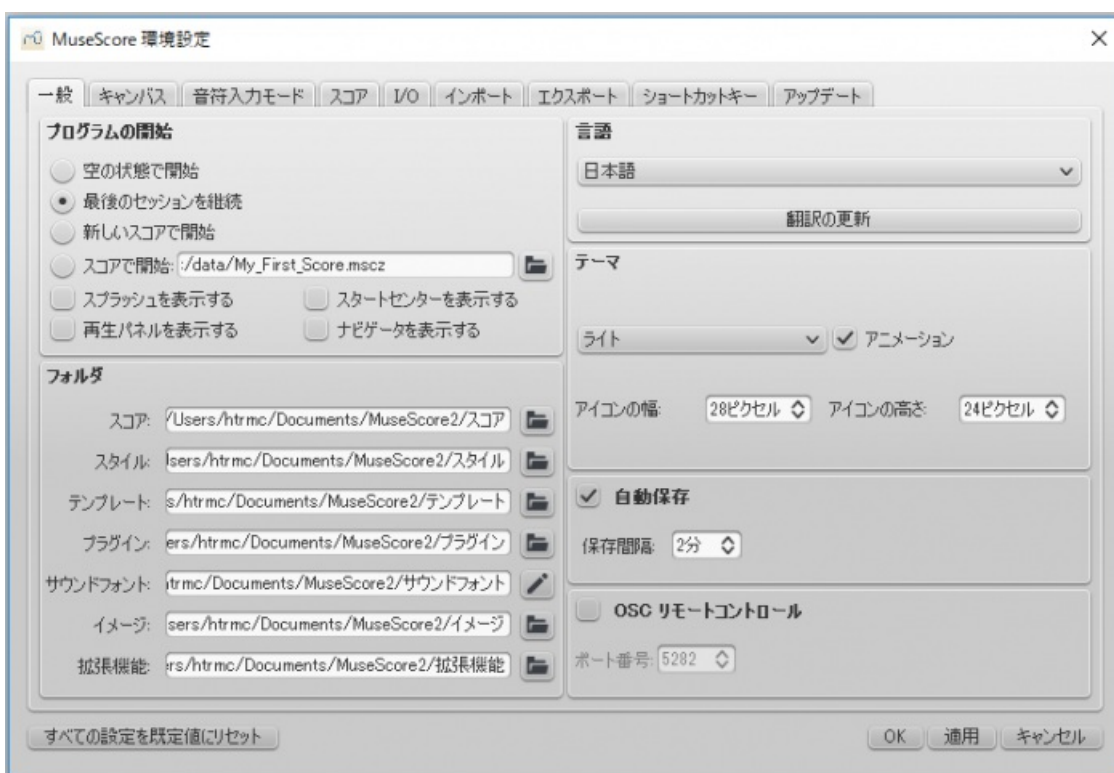 MuseScore 環境設定
一般 キャンバス 音符入力モード スコア I/O インポート エクスポート ショートカットキー アップデート
プログラムの開始
空の状態で開始
最後のセッションを継続
新しいスコアで開始
スコアで開始: :/data/My_First_Score.mscz
スプラッシュを表示する スタートセンターを表示する
再生パネルを表示する ナビゲータを表示する
フォルダ
スコア: /Users/htrmc/Documents/MuseScore2/スコア
スタイル: Isers/htrmc/Documents/MuseScore2/スタイル
テンプレート: s/htrmc/Documents/MuseScore2/テンプレート
プラグイン: ers/htrmc/Documents/MuseScore2/プラグイン
サウンドフォント: itrmc/Documents/MuseScore2/サウンドフォント
イメージ: sers/htrmc/Documents/MuseScore2/イメージ
拡張機能: rs/htrmc/Documents/MuseScore2/拡張機能
言語
日本語
翻訳の更新
テーマ
ライト アニメーション
アイコンの幅: 28ピクセル アイコンの高さ: 24ピクセル
自動保存
保存間隔: 2分
OSC リモートコントロール
ポート番号: 5282
すべての設定を既定値にリセット OK 適用 キャンセル